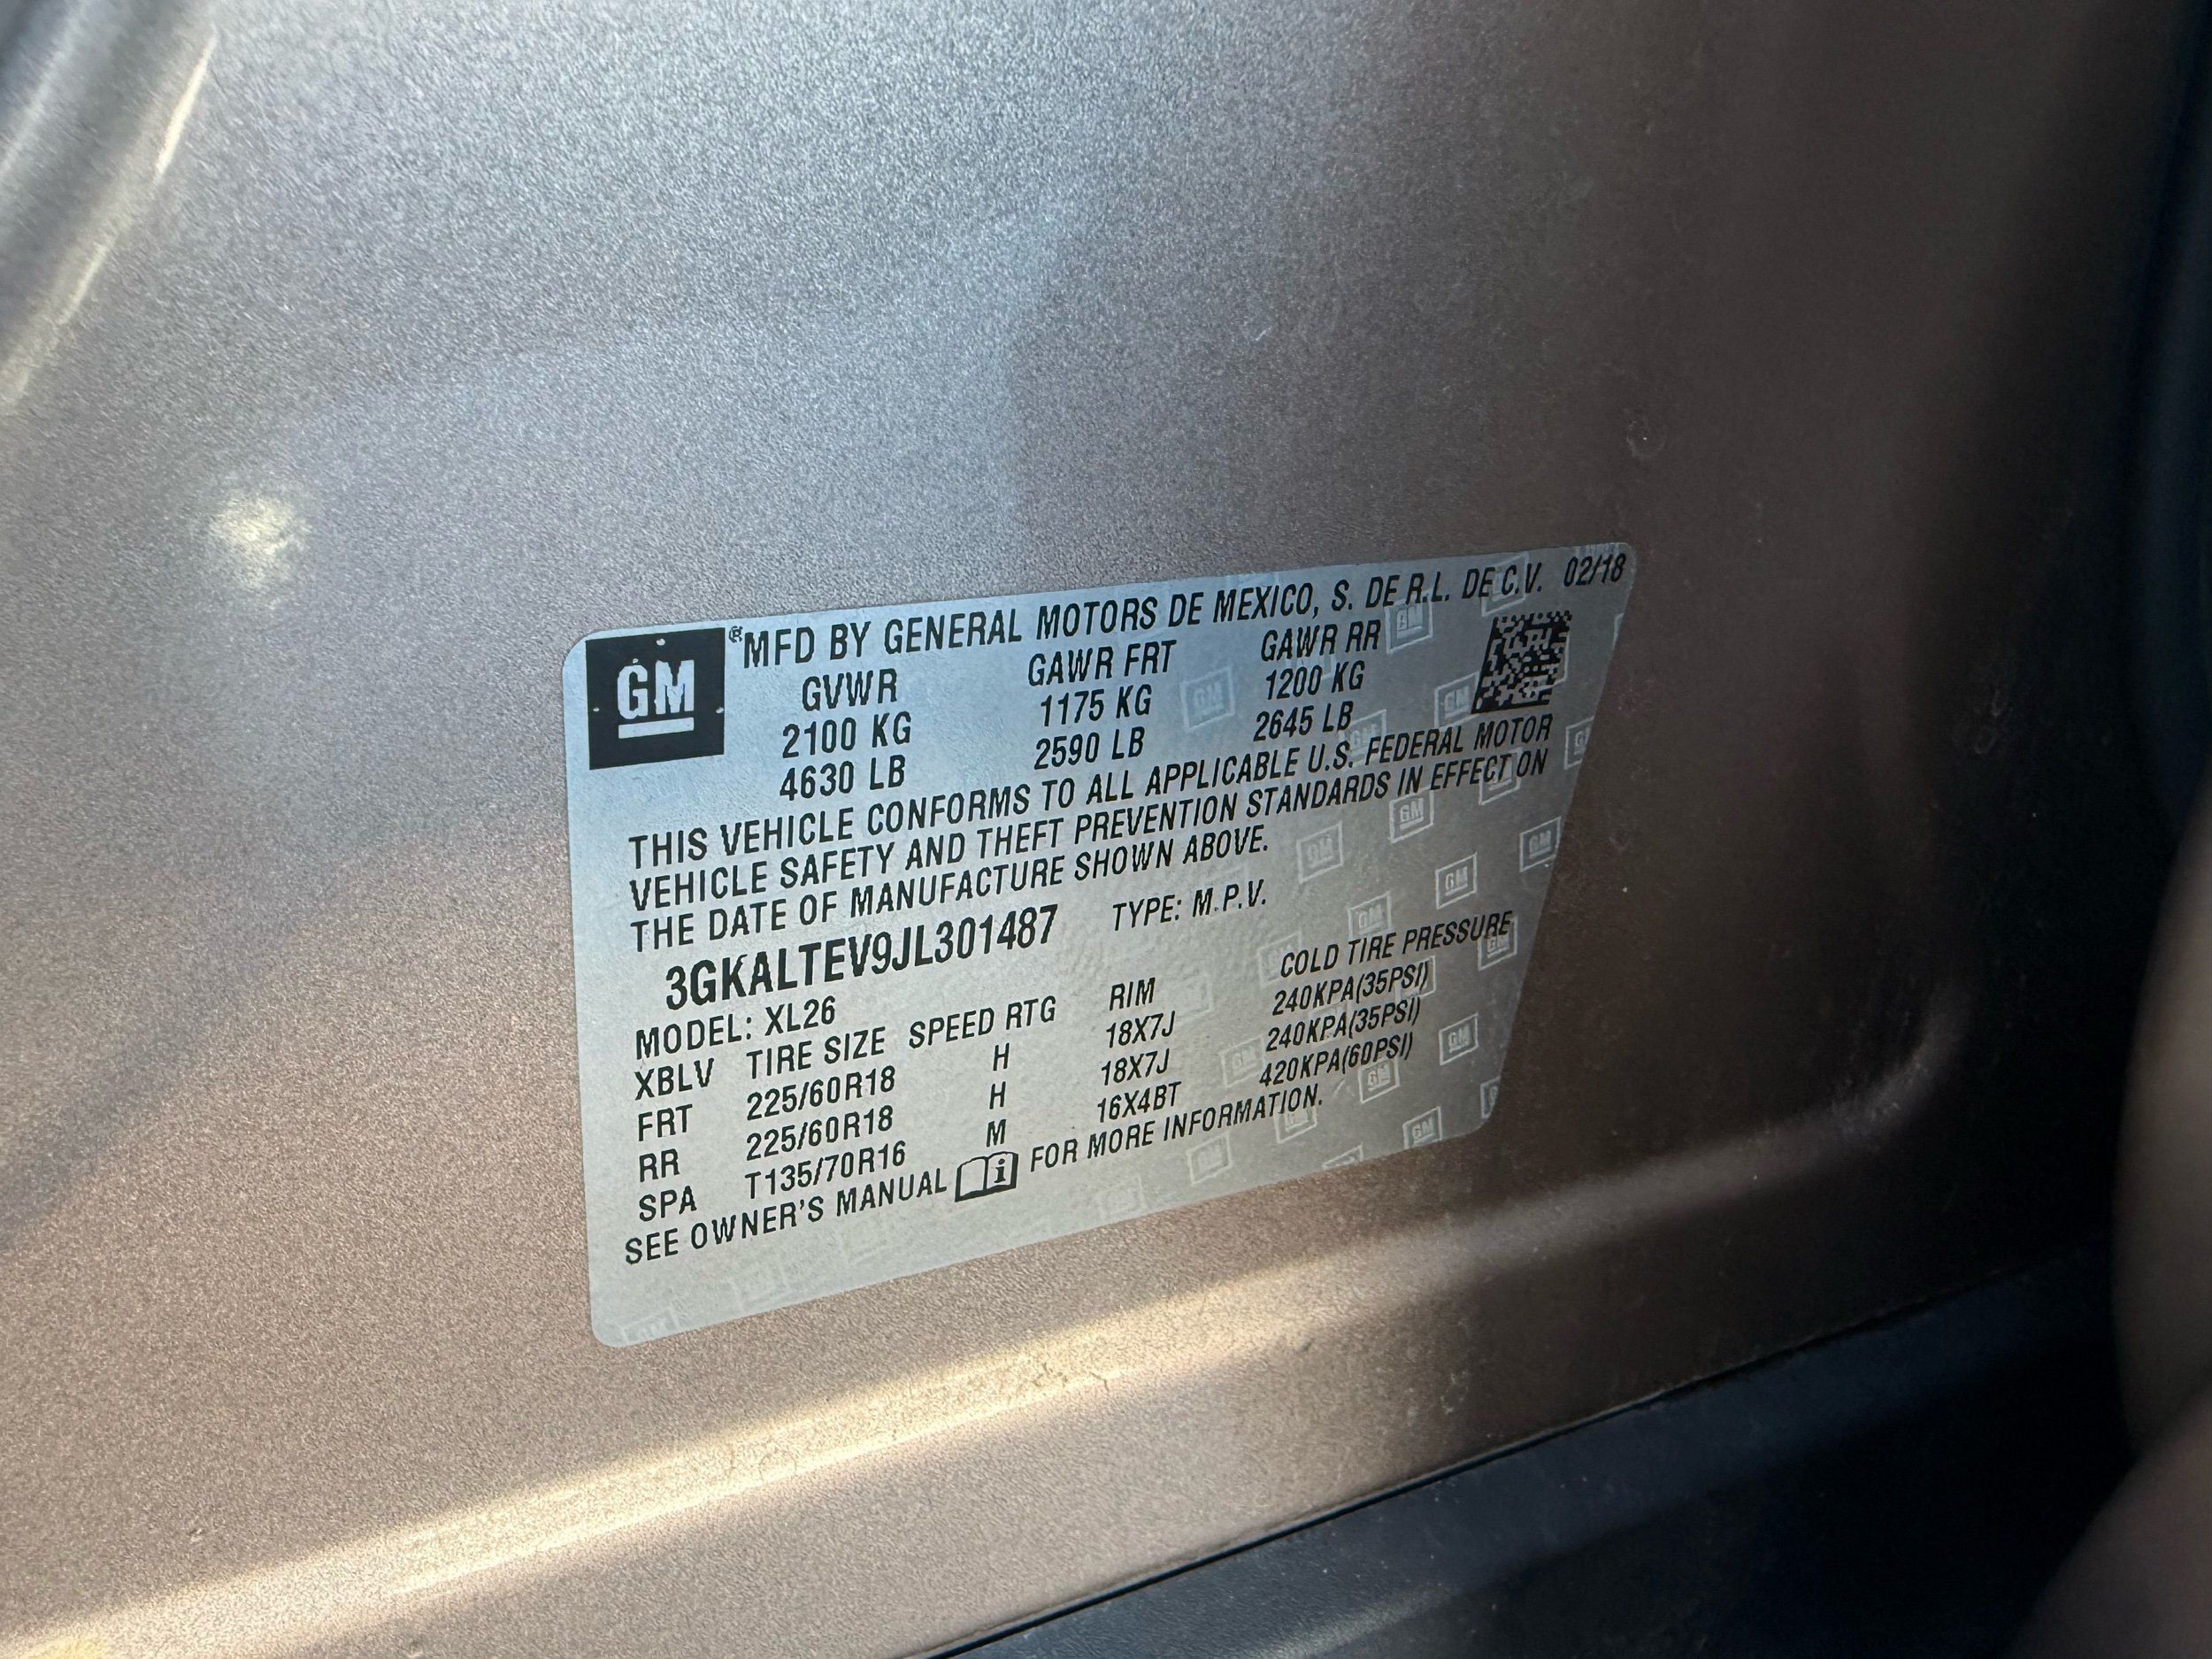 GM ®MFD BY GENERAL MOTORS DE MEXICO, S. DE R.L. DE C.V. 02/18
GVWR GAWR FRT GAWR RR
2100 KG 1175 KG 1200 KG
4630 LB 2590 LB 2645 LB
THIS VEHICLE CONFORMS TO ALL APPLICABLE U.S. FEDERAL MOTOR
VEHICLE SAFETY AND THEFT PREVENTION STANDARDS IN EFFECT ON
THE DATE OF MANUFACTURE SHOWN ABOVE.
3GKALTEV9JL301487 TYPE: M.P.V.
MODEL: XL26
XBLV TIRE SIZE SPEED RTG RIM COLD TIRE PRESSURE
FRT 225/60R18 H 18X7J 240KPA(35PSI)
RR 225/60R18 H 18X7J 240KPA(35PSI)
SPA T135/70R16 M 16X4BT 420KPA(60PSI)
SEE OWNER'S MANUAL i FOR MORE INFORMATION.